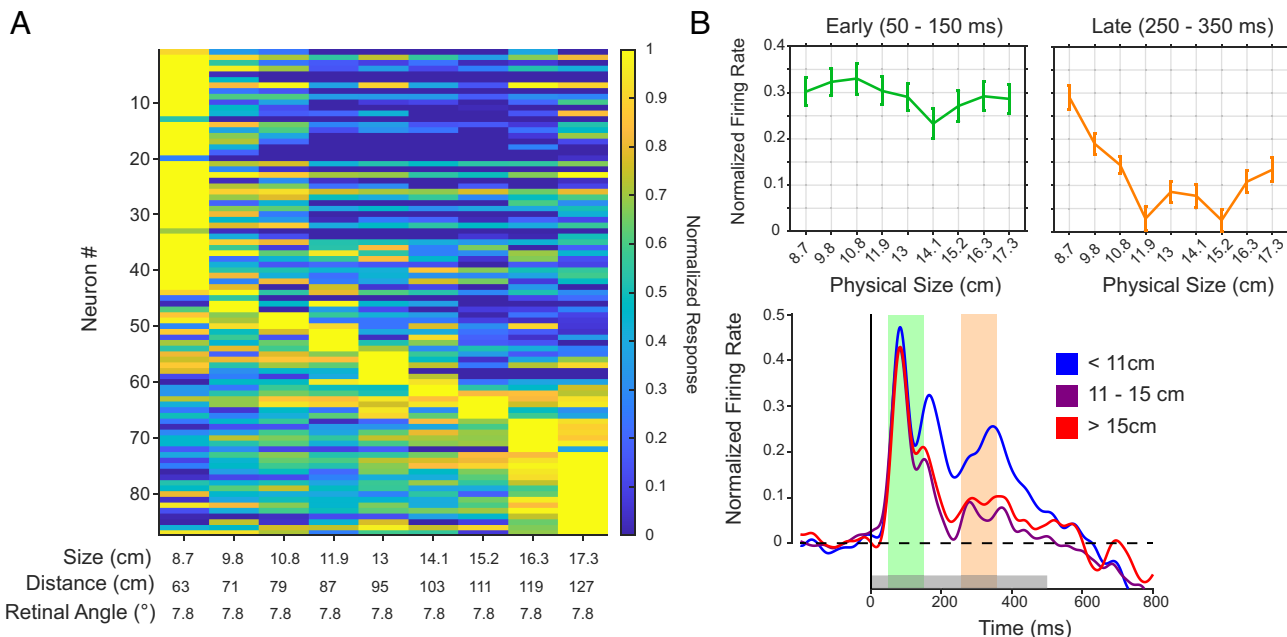 A
10
20
30
40
50
60
70
80
Neuron #
1
0.9
0.8
0.7
0.6
0.5
0.4
0.3
0.2
0.1
0
Normalized Response
Size (cm) 8.7 9.8 10.8 11.9 13 14.1 15.2 16.3 17.3
Distance (cm) 63 71 79 87 95 103 111 119 127
Retinal Angle (°) 7.8 7.8 7.8 7.8 7.8 7.8 7.8 7.8 7.8
B
Early (50 - 150 ms)
0.4
0.3
0.2
0.1
0
Normalized Firing Rate
8.7 9.8 10.8 11.9 13 14.1 15.2 16.3 17.3
Physical Size (cm)
Late (250 - 350 ms)
8.7 9.8 10.8 11.9 13 14.1 15.2 16.3 17.3
Physical Size (cm)
0.5
0.4
0.3
0.2
0.1
0
Normalized Firing Rate
< 11cm
11 - 15 cm
> 15cm
0 200 400 600 800
Time (ms)